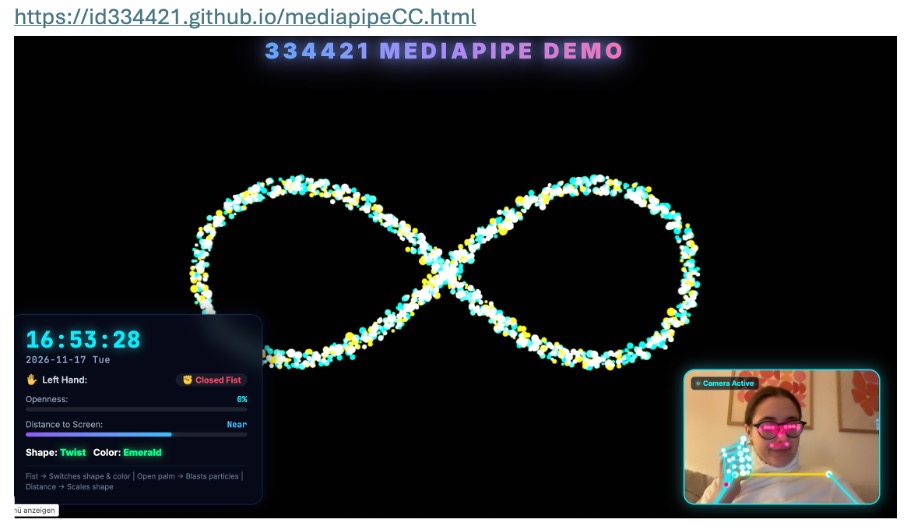 https://id334421.github.io/mediapipeCC.html
334421 MEDIAPIPE DEMO
16:53:28
2026-11-17 Tue
Left Hand: Closed Fist
Openness: 0%
Distance to Screen: Near
Shape: Twist Color: Emerald
Fist → Switches shape & color | Open palm → Blasts particles |
Distance → Scales shape
nü anzeigen
Camera Active